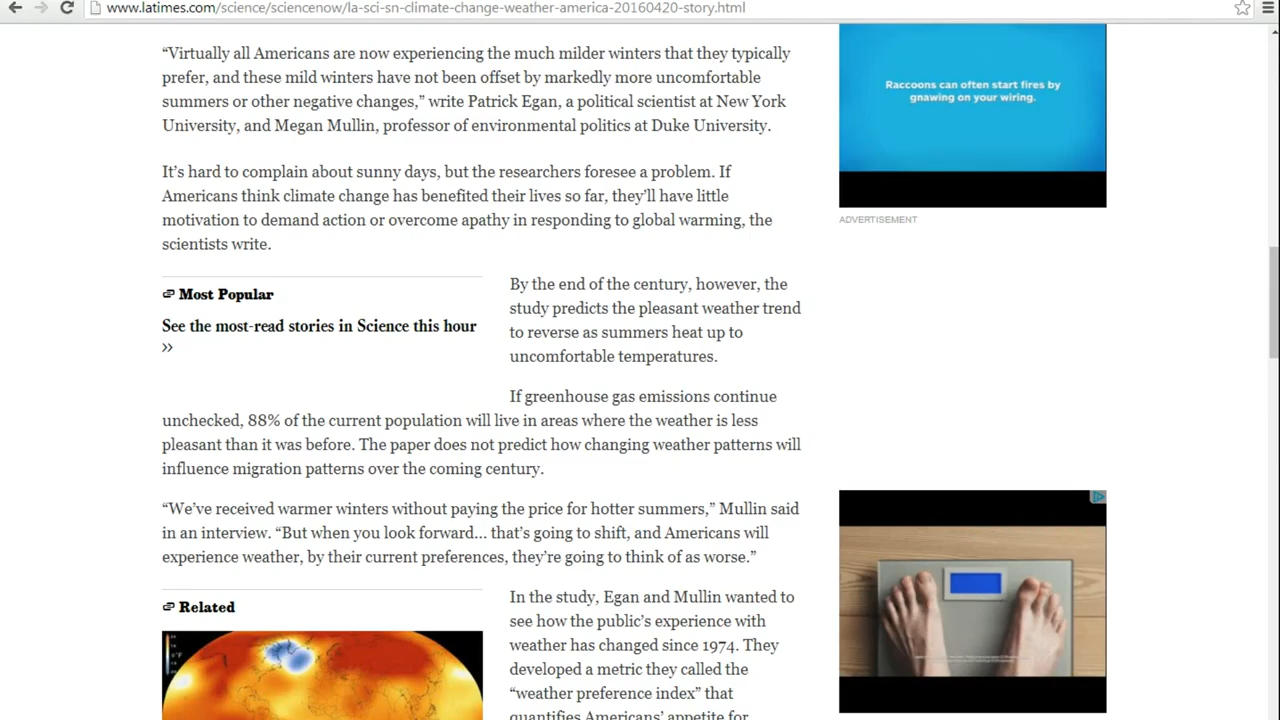 www.latimes.com/science/sciencenow/la-sci-sn-climate-change-weather-america-20160420-story.html
“Virtually all Americans are now experiencing the much milder winters that they typically
prefer, and these mild winters have not been offset by markedly more uncomfortable
summers or other negative changes,” write Patrick Egan, a political scientist at New York
University, and Megan Mullin, professor of environmental politics at Duke University.
It’s hard to complain about sunny days, but the researchers foresee a problem. If
Americans think climate change has benefited their lives so far, they’ll have little
motivation to demand action or overcome apathy in responding to global warming, the
scientists write.
Most Popular
See the most-read stories in Science this hour
>>
By the end of the century, however, the
study predicts the pleasant weather trend
to reverse as summers heat up to
uncomfortable temperatures.
If greenhouse gas emissions continue
unchecked, 88% of the current population will live in areas where the weather is less
pleasant than it was before. The paper does not predict how changing weather patterns will
influence migration patterns over the coming century.
“We’ve received warmer winters without paying the price for hotter summers,” Mullin said
in an interview. “But when you look forward... that’s going to shift, and Americans will
experience weather, by their current preferences, they’re going to think of as worse.”
Related
In the study, Egan and Mullin wanted to
see how the public’s experience with
weather has changed since 1974. They
developed a metric they called the
“weather preference index” that
quantifies Americans’ appetite for
Raccoons can often start fires by
gnawing on your wiring.
ADVERTISEMENT